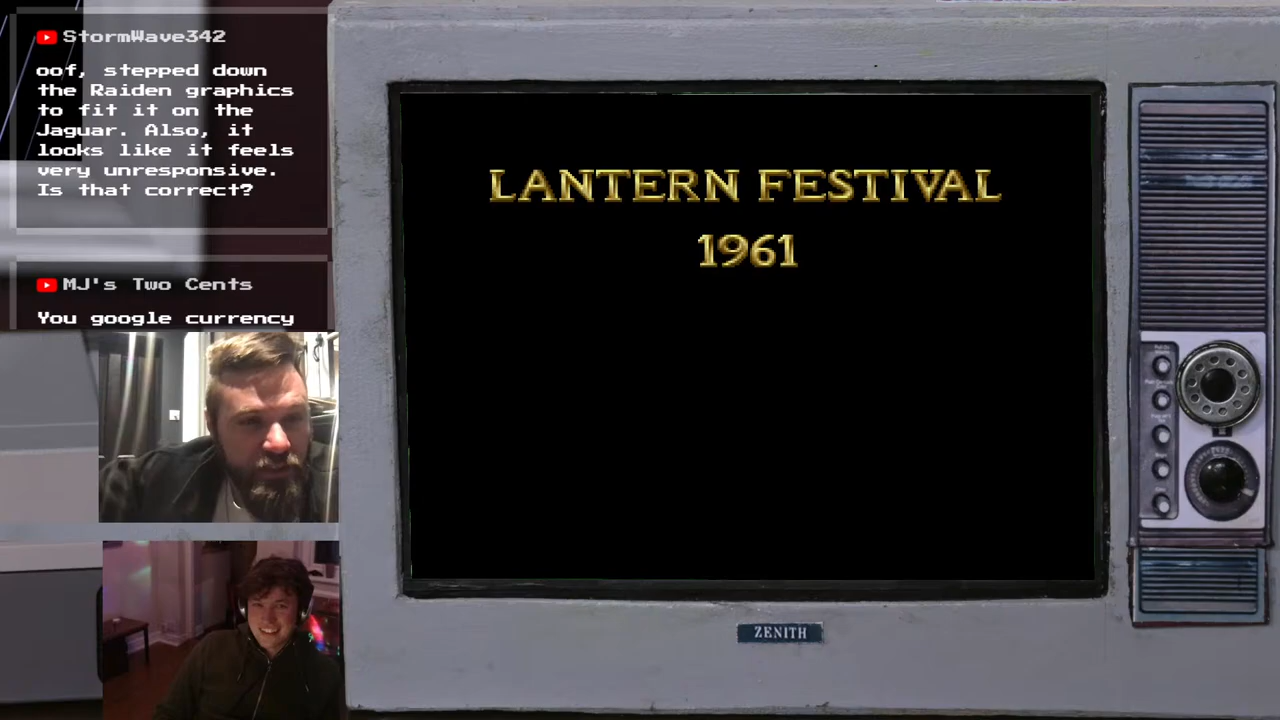 StormWave342
oof, stepped down
the Raiden graphics
to fit it on the
Jaguar. Also, it
looks like it feels
very unresponsive.
Is that correct?
MJ's Two Cents
You google currency
LANTERN FESTIVAL
1961
ZENITH